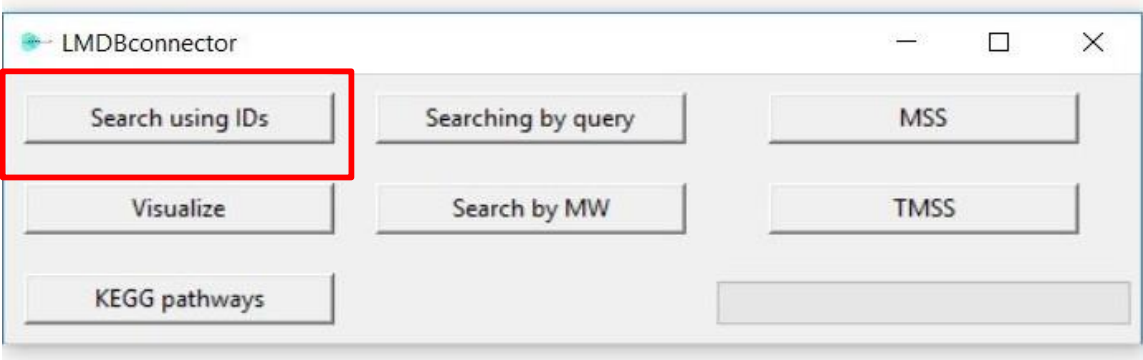 LMDBconnector
Search using IDs
Searching by query
MSS
Visualize
Search by MW
TMSS
KEGG pathways